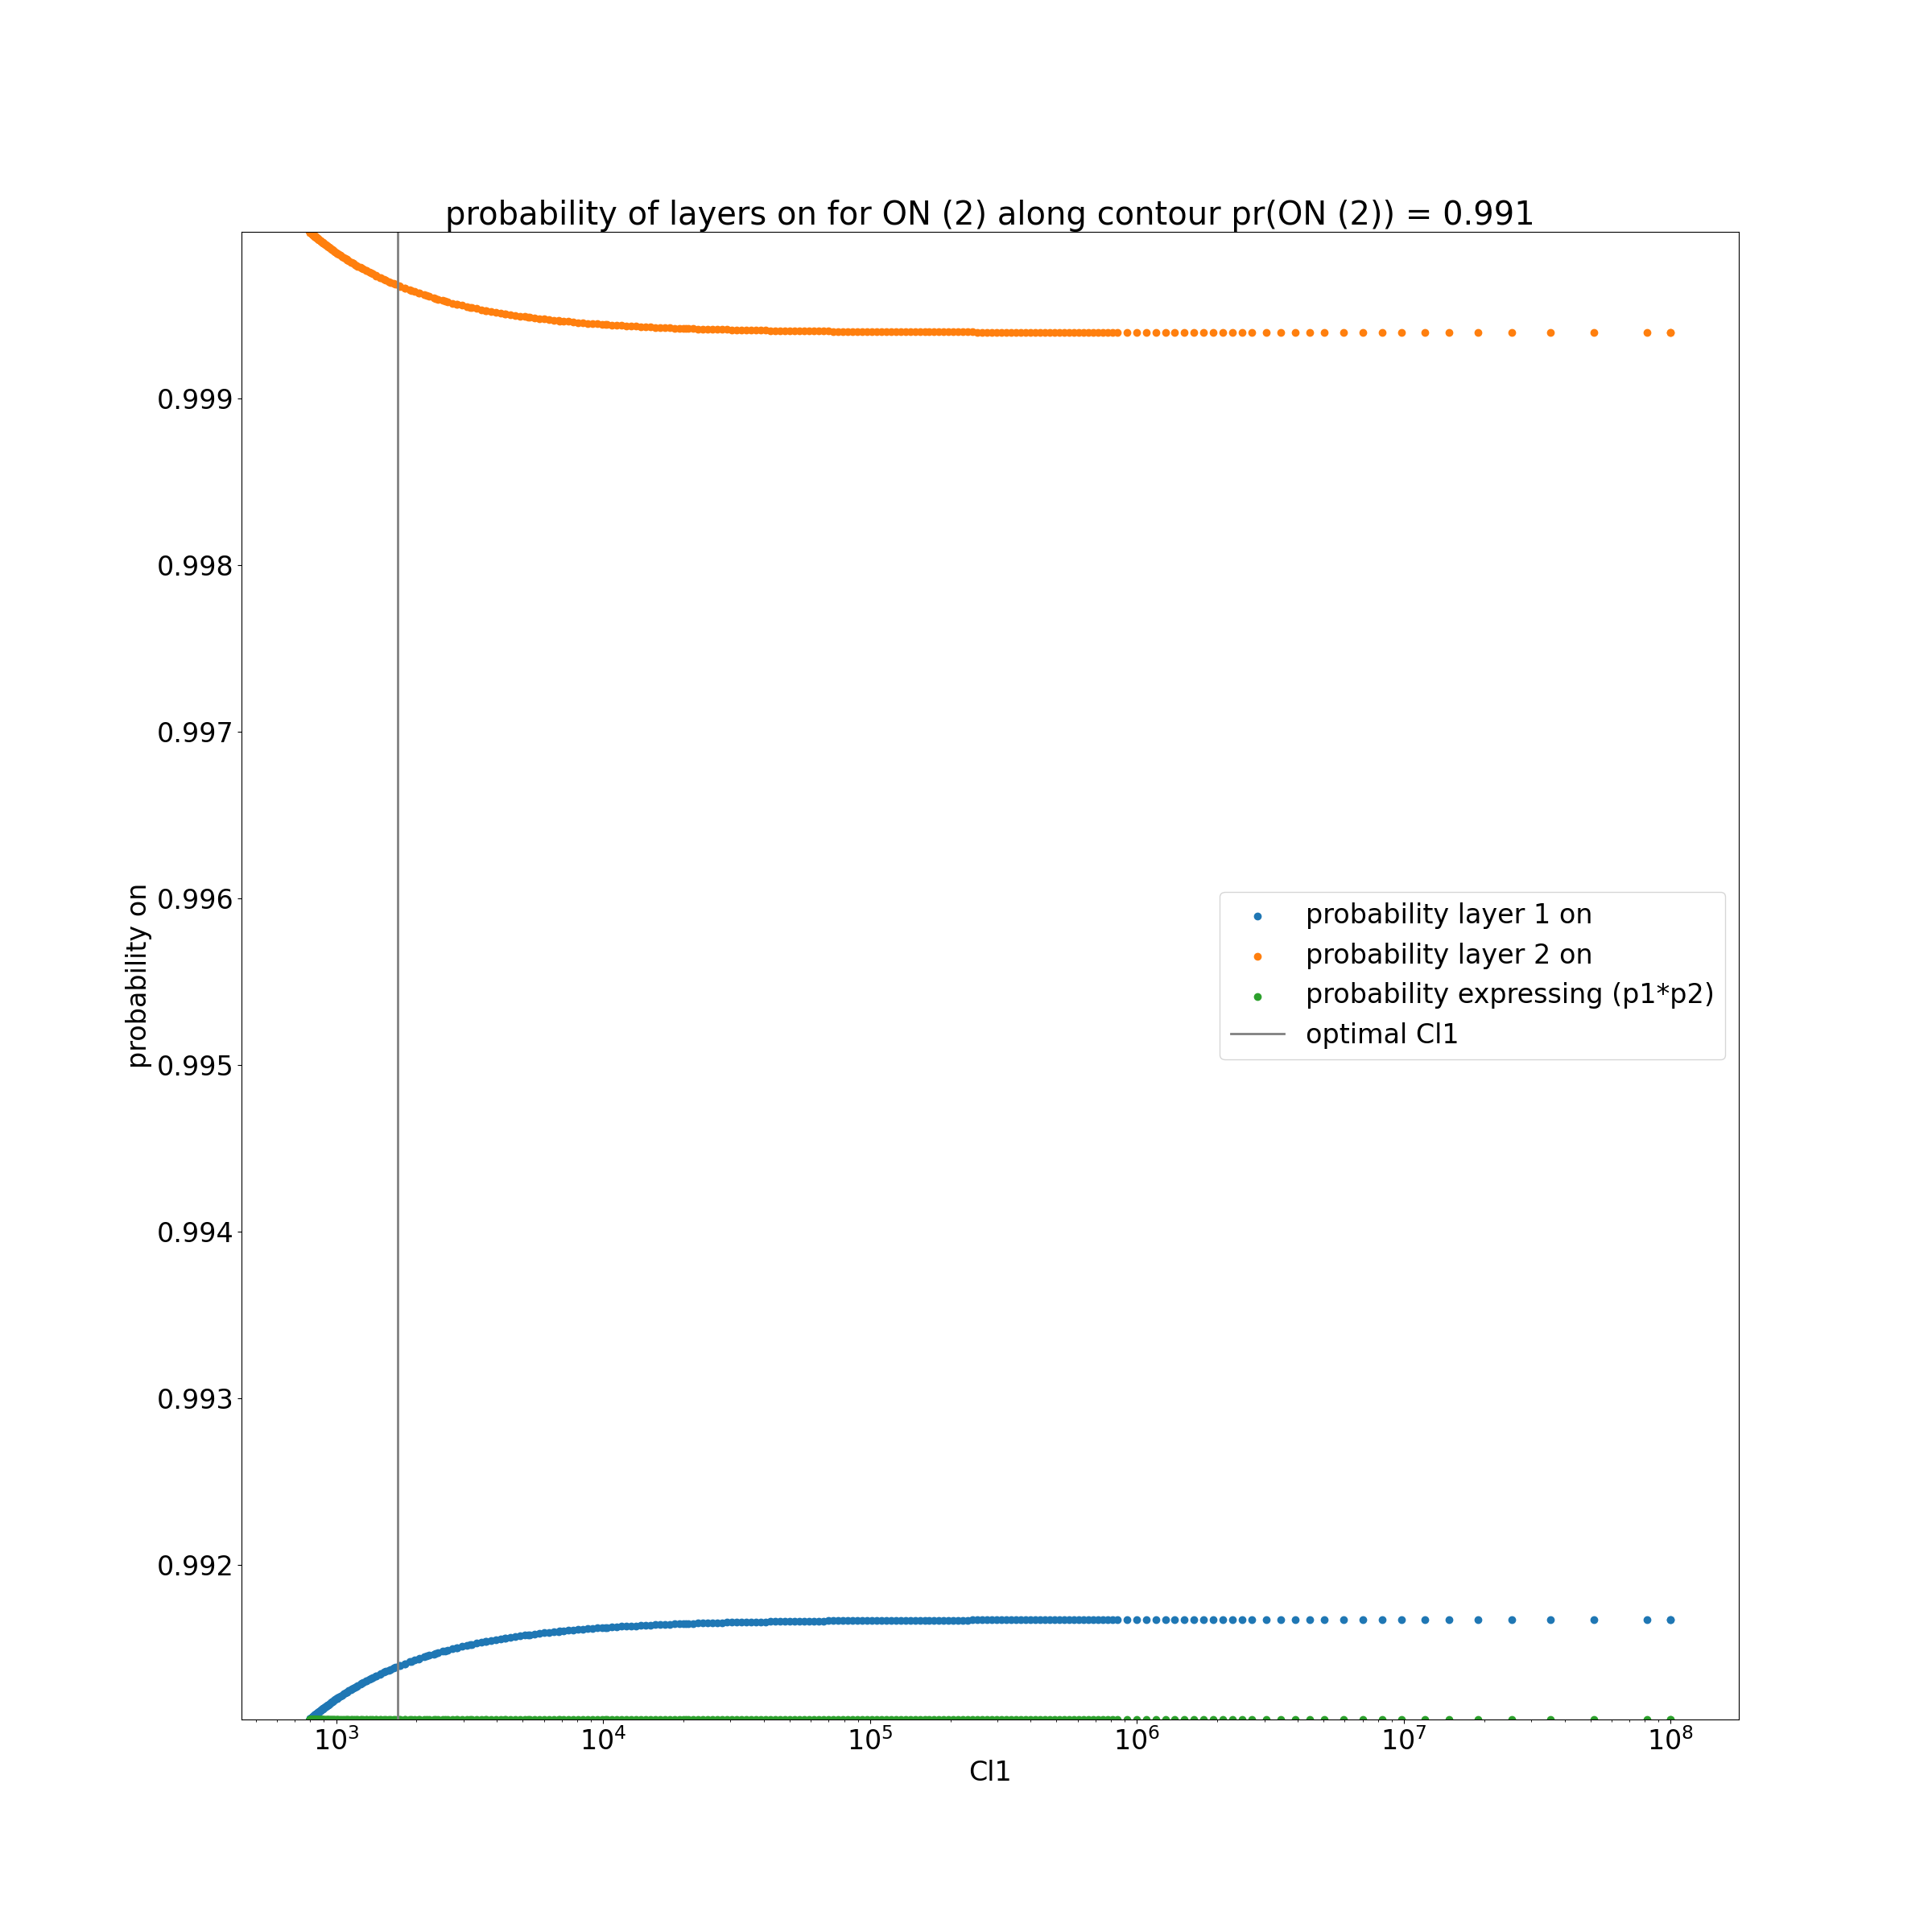 probability of layers on for ON (2) along contour pr(ON (2)) = 0.991
probability on
0.999
0.998
0.997
0.996
0.995
0.994
0.993
0.992
probability layer 1 on
probability layer 2 on
probability expressing (p1*p2)
optimal Cl1
10³ 10⁴ 10⁵ 10⁶ 10⁷ 10⁸
Cl1